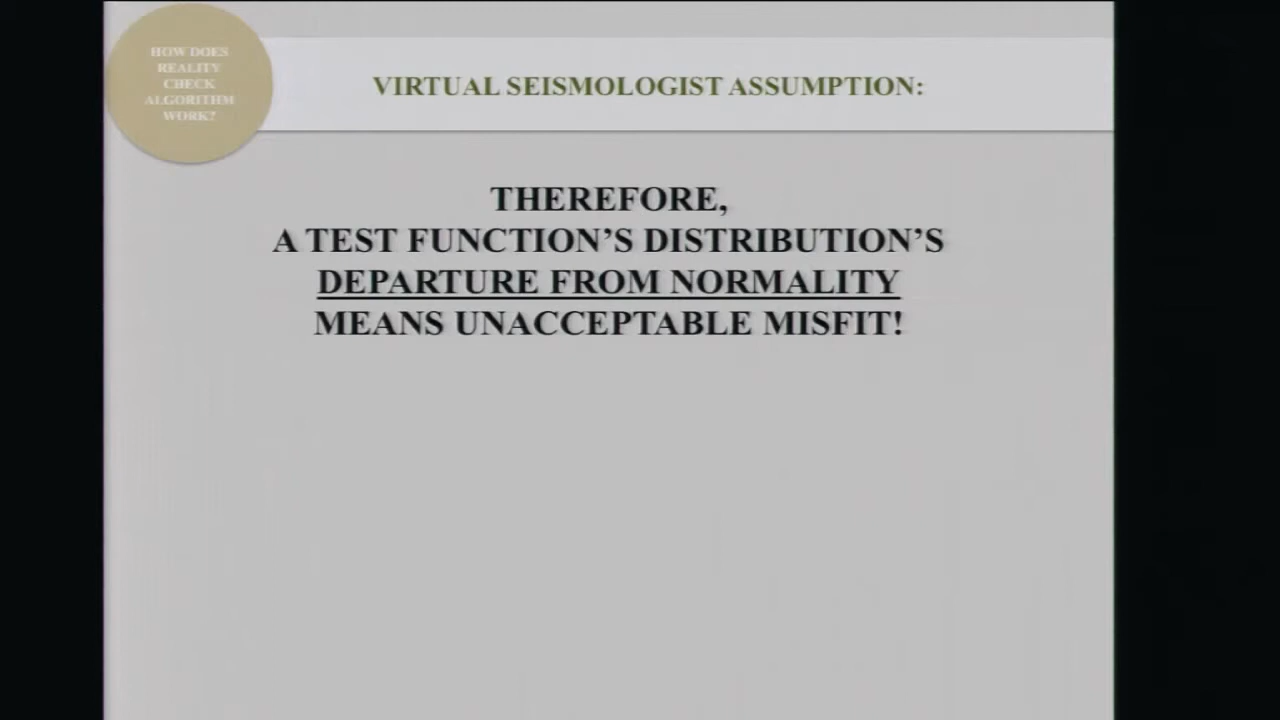 HOW DOES
REALITY
CHECK
ALGORITHM
WORK?
VIRTUAL SEISMOLOGIST ASSUMPTION:
THEREFORE,
A TEST FUNCTION’S DISTRIBUTION’S
DEPARTURE FROM NORMALITY
MEANS UNACCEPTABLE MISFIT!